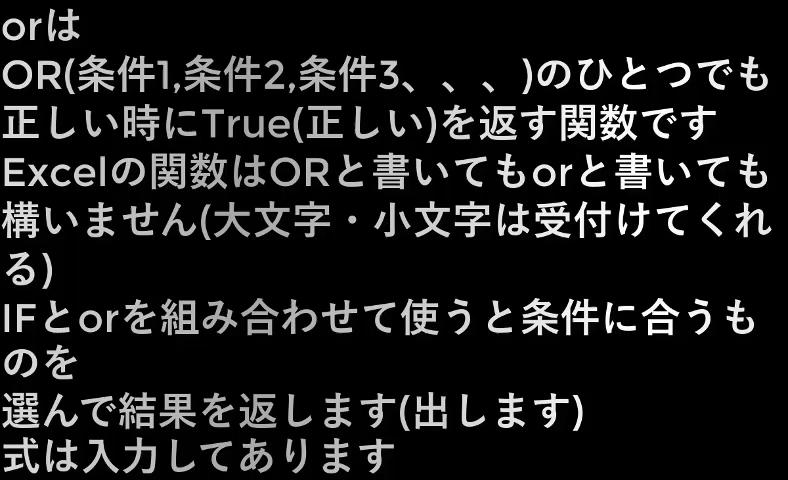 orは
OR(条件1,条件2,条件3、、、)のひとつでも
正しい時にTrue(正しい)を返す関数です
Excelの関数はORと書いてもorと書いても
構いません(大文字・小文字は受付けてくれ
る)
IFとorを組み合わせて使うと条件に合うも
のを
選んで結果を返します(出します)
式は入力してあります